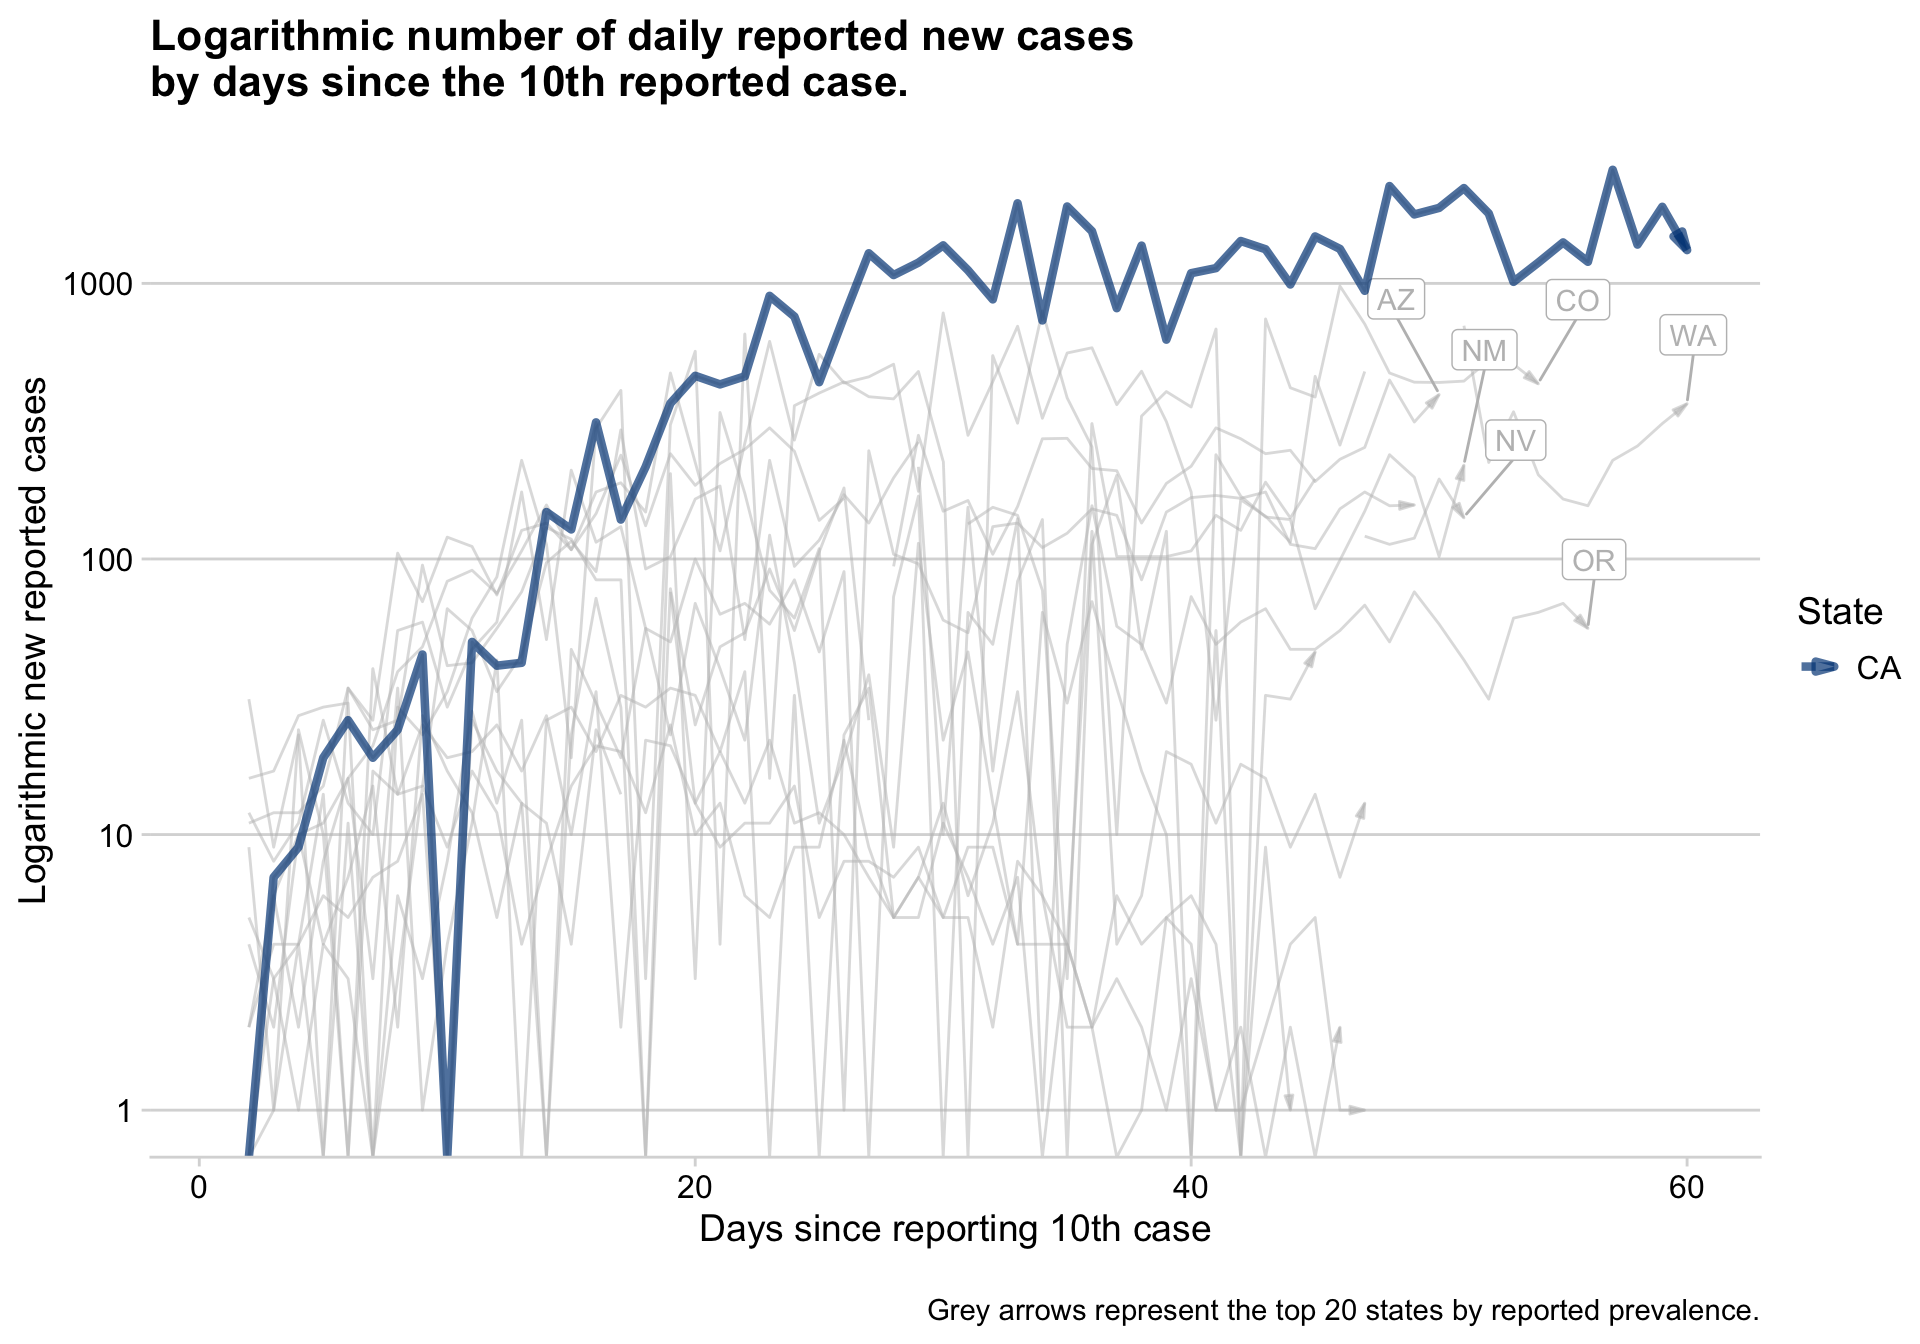 Logarithmic number of daily reported new cases
by days since the 10th reported case.
Logarithmic new reported cases
1000
100
10
1
AZ
CO
NM
WA
NV
OR
State
CA
0
20
40
60
Days since reporting 10th case
Grey arrows represent the top 20 states by reported prevalence.